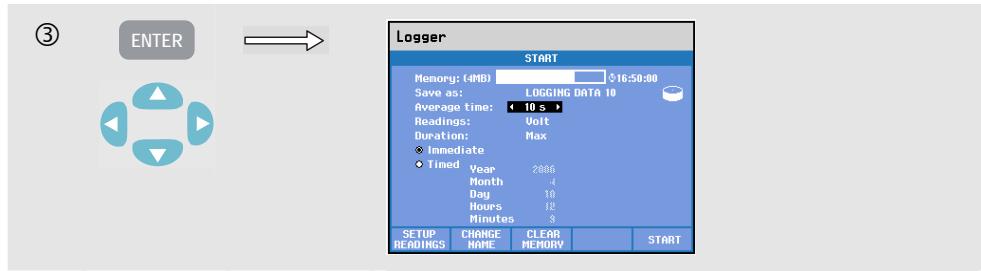 ③ ENTER
Logger
START
Memory: (4MB) 16:50:00
Save as: LOGGING DATA 10
Average time: 10 s
Readings: Volt
Duration: Max
Immediate
Timed
Year 2006
Month 4
Day 10
Hours 12
Minutes 9
SETUP READINGS CHANGE NAME CLEAR MEMORY START